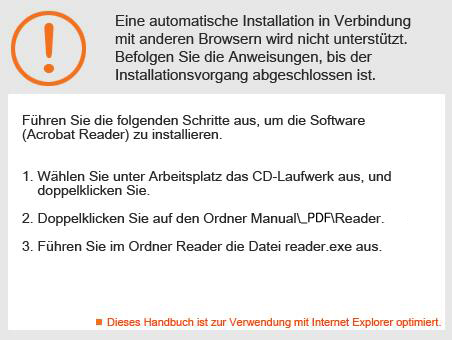 Eine automatische Installation in Verbindung
mit anderen Browsern wird nicht unterstützt.
Befolgen Sie die Anweisungen, bis der
Installationsvorgang abgeschlossen ist.
Führen Sie die folgenden Schritte aus, um die Software
(Acrobat Reader) zu installieren.
1. Wählen Sie unter Arbeitsplatz das CD-Laufwerk aus, und
doppelklicken Sie.
2. Doppelklicken Sie auf den Ordner Manual\_PDF\Reader.
3. Führen Sie im Ordner Reader die Datei reader.exe aus.
Dieses Handbuch ist zur Verwendung mit Internet Explorer optimiert.